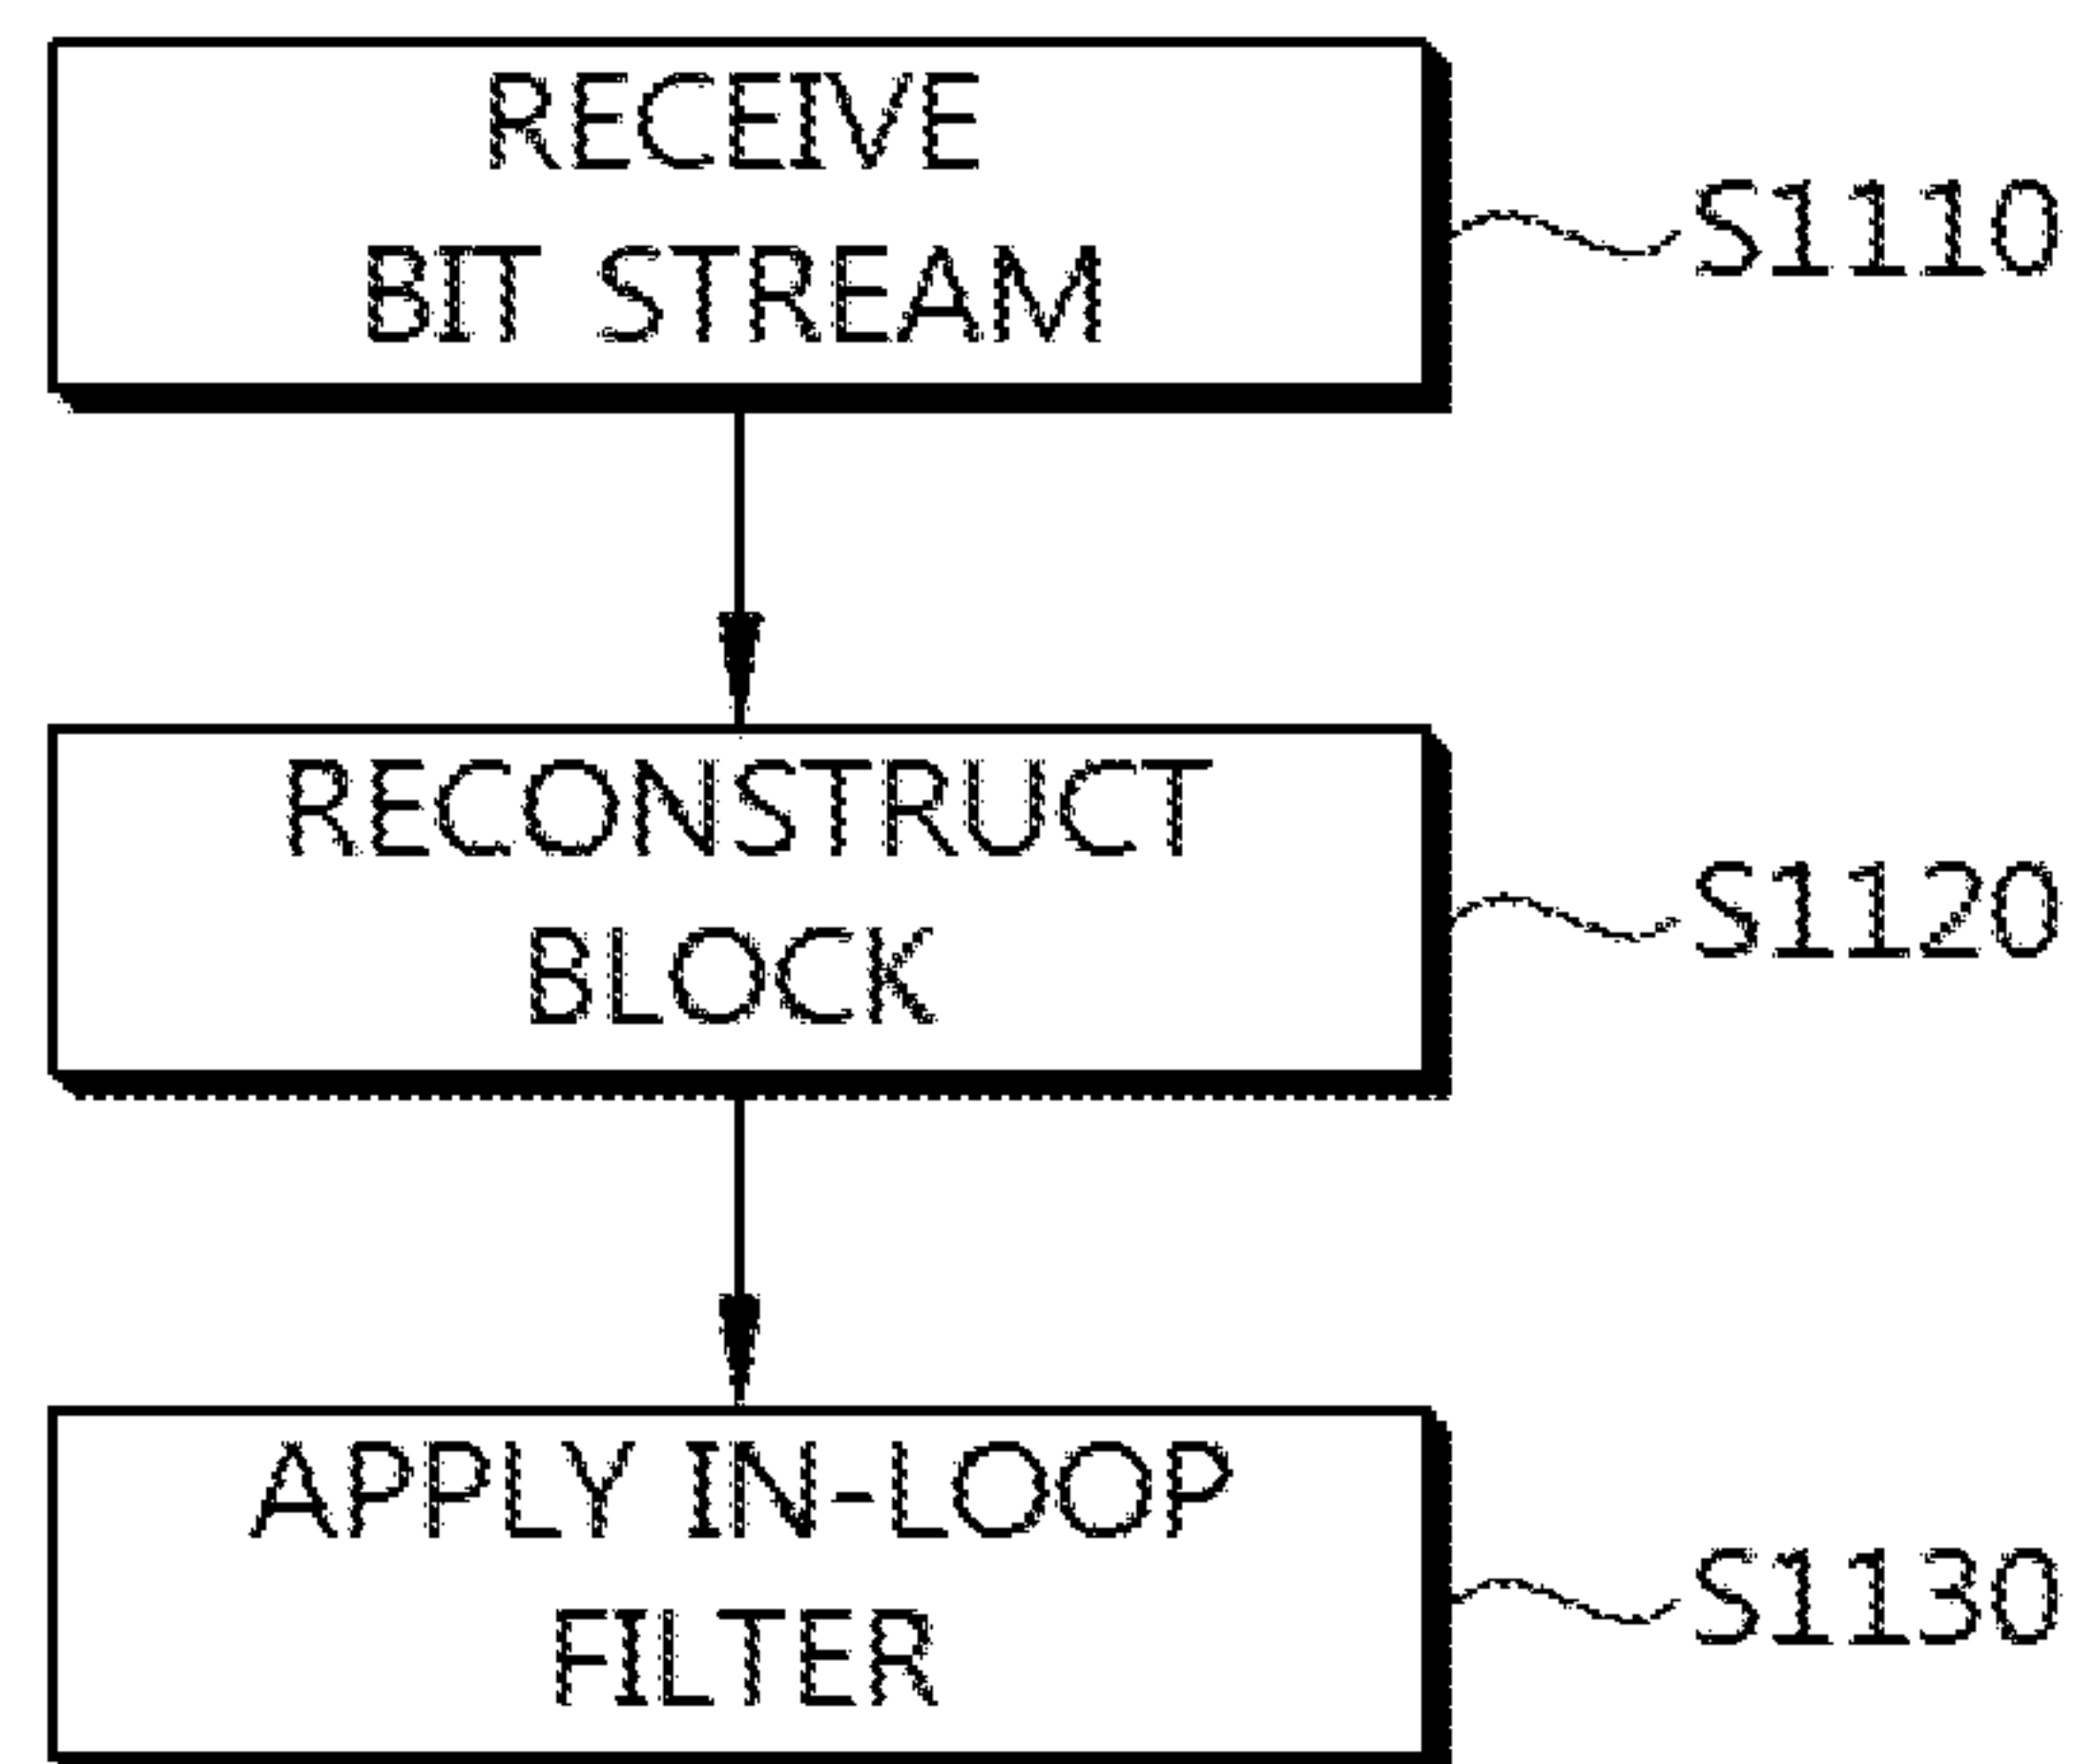 RECEIVE
BIT STREAM
S1110
RECONSTRUCT
BLOCK
S1120
APPLY IN-LOOP
FILTER
S1130